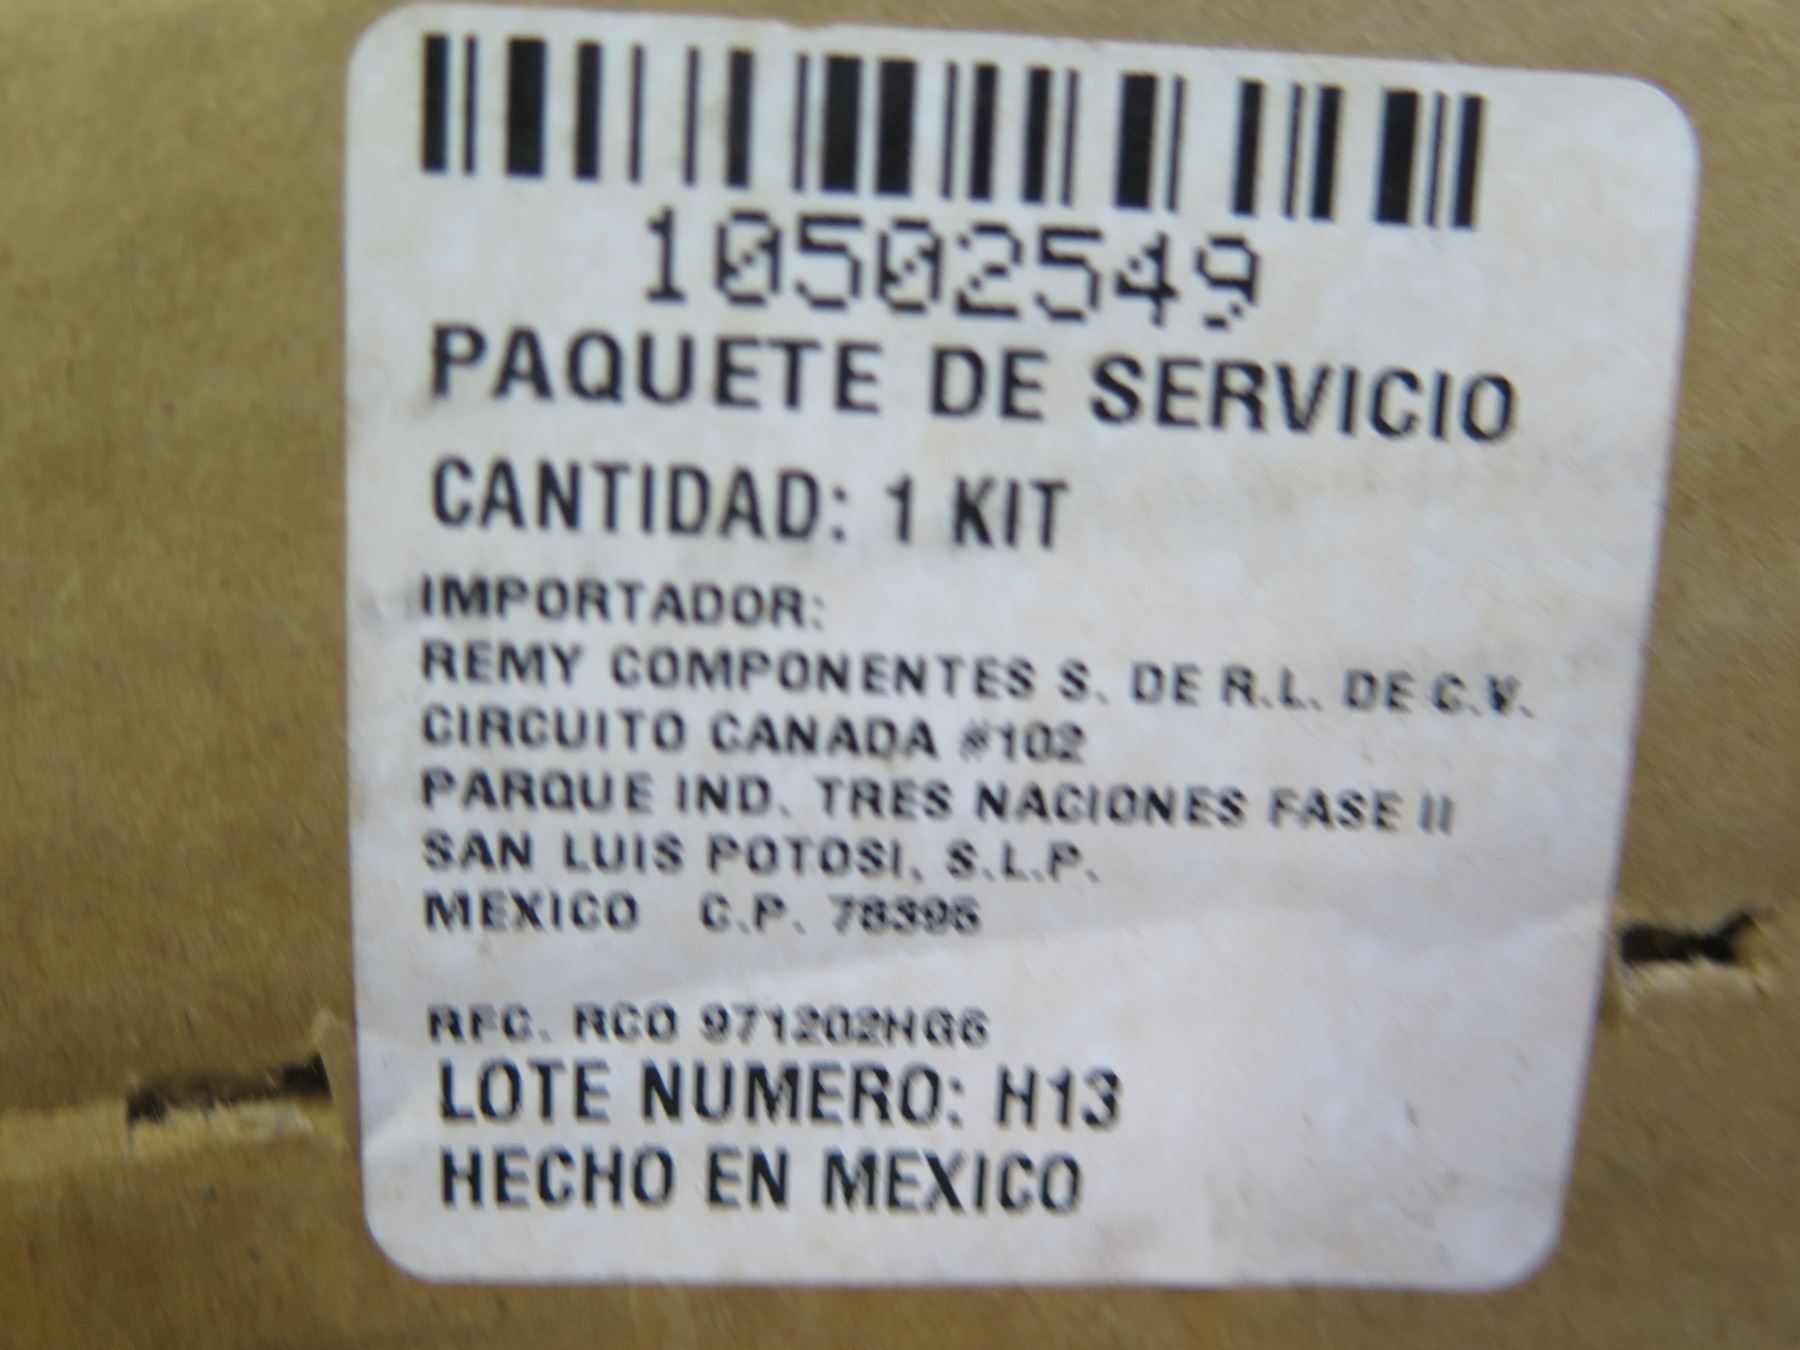 10502549
PAQUETE DE SERVICIO
CANTIDAD: 1 KIT
IMPORTADOR:
REMY COMPONENTES S. DE R.L. DE C.V.
CIRCUITO CANADA #102
PARQUE IND. TRES NACIONES FASE II
SAN LUIS POTOSI, S.L.P.
MEXICO C.P. 78395
RFC. RCO 971202HG6
LOTE NUMERO: H13
HECHO EN MEXICO